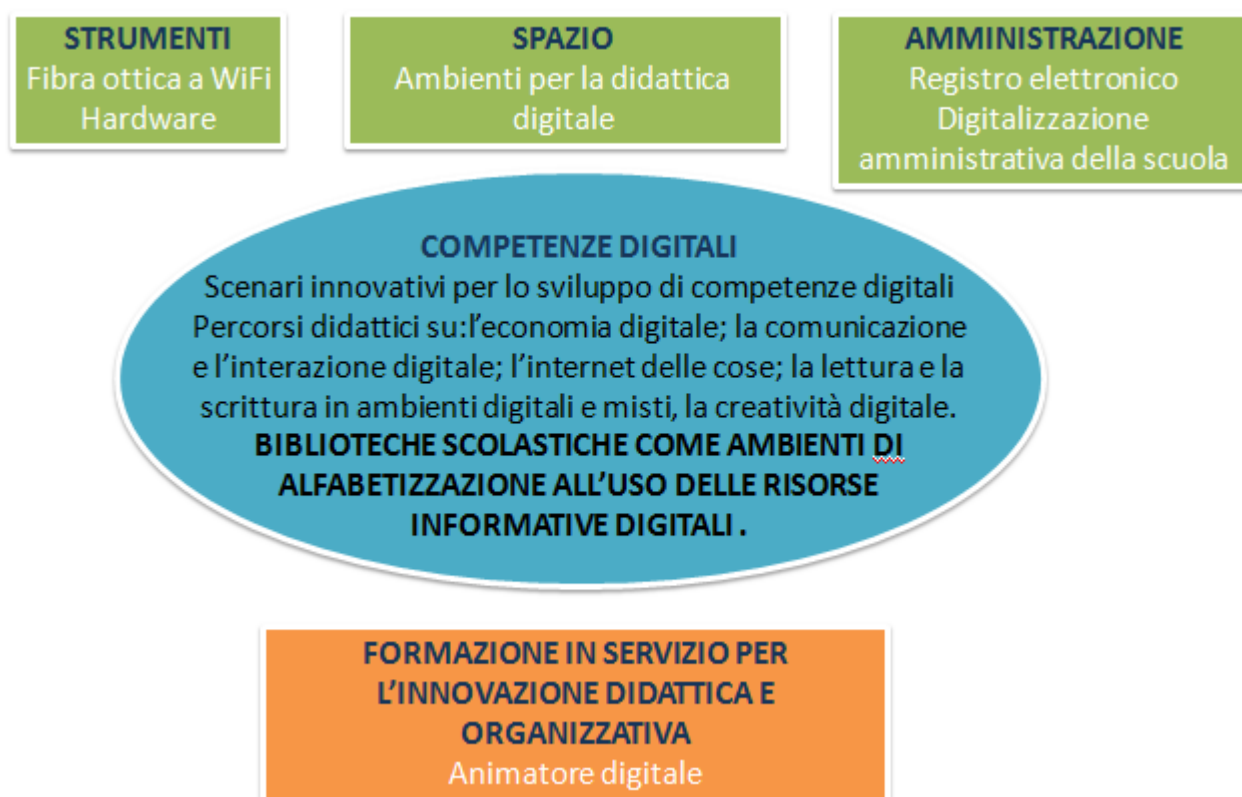 STRUMENTI
Fibra ottica a WiFi
Hardware
SPAZIO
Ambienti per la didattica
digitale
AMMINISTRAZIONE
Registro elettronico
Digitalizzazione
amministrativa della scuola
COMPETENZE DIGITALI
Scenari innovativi per lo sviluppo di competenze digitali
Percorsi didattici su:l’economia digitale; la comunicazione
e l’interazione digitale; l’internet delle cose; la lettura e la
scrittura in ambienti digitali e misti, la creatività digitale.
BIBLIOTECHE SCOLASTICHE COME AMBIENTI DI
ALFABETIZZAZIONE ALL’USO DELLE RISORSE
INFORMATIVE DIGITALI .
FORMAZIONE IN SERVIZIO PER
L’INNOVAZIONE DIDATTICA E
ORGANIZZATIVA
Animatore digitale